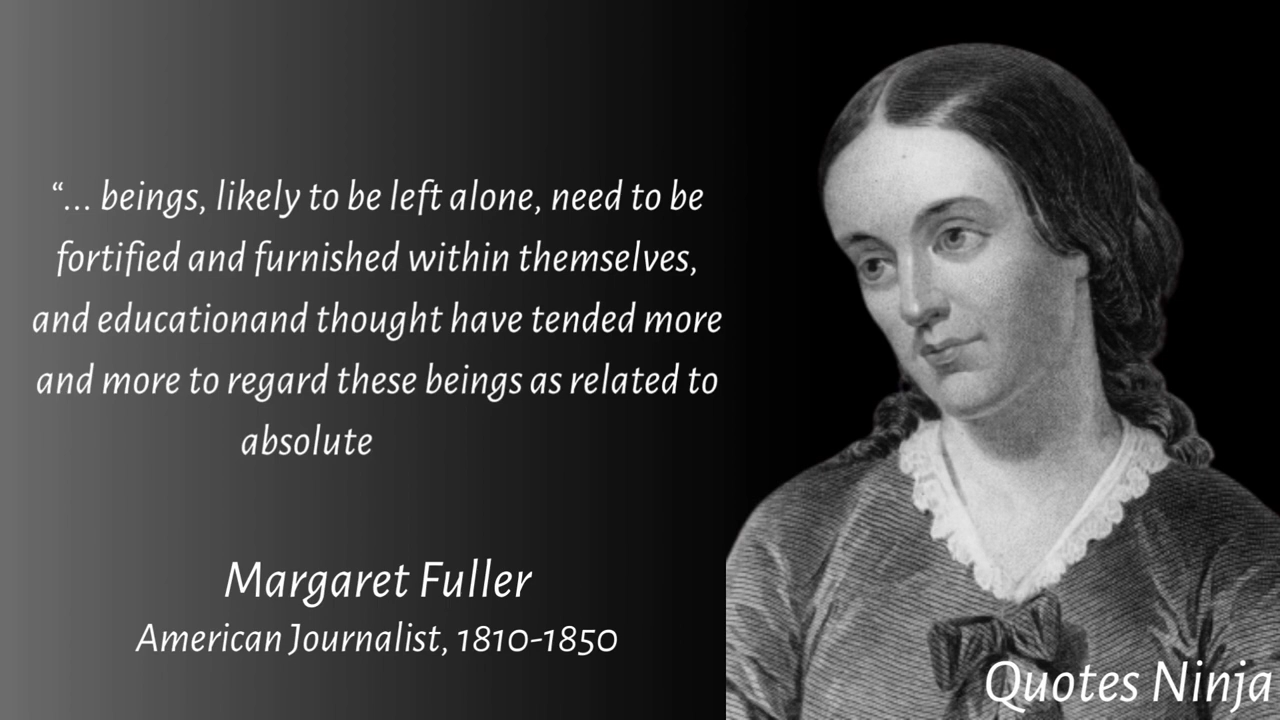 “... beings, likely to be left alone, need to be
fortified and furnished within themselves,
and educationand thought have tended more
and more to regard these beings as related to
absolute
Margaret Fuller
American Journalist, 1810-1850
Quotes Ninja